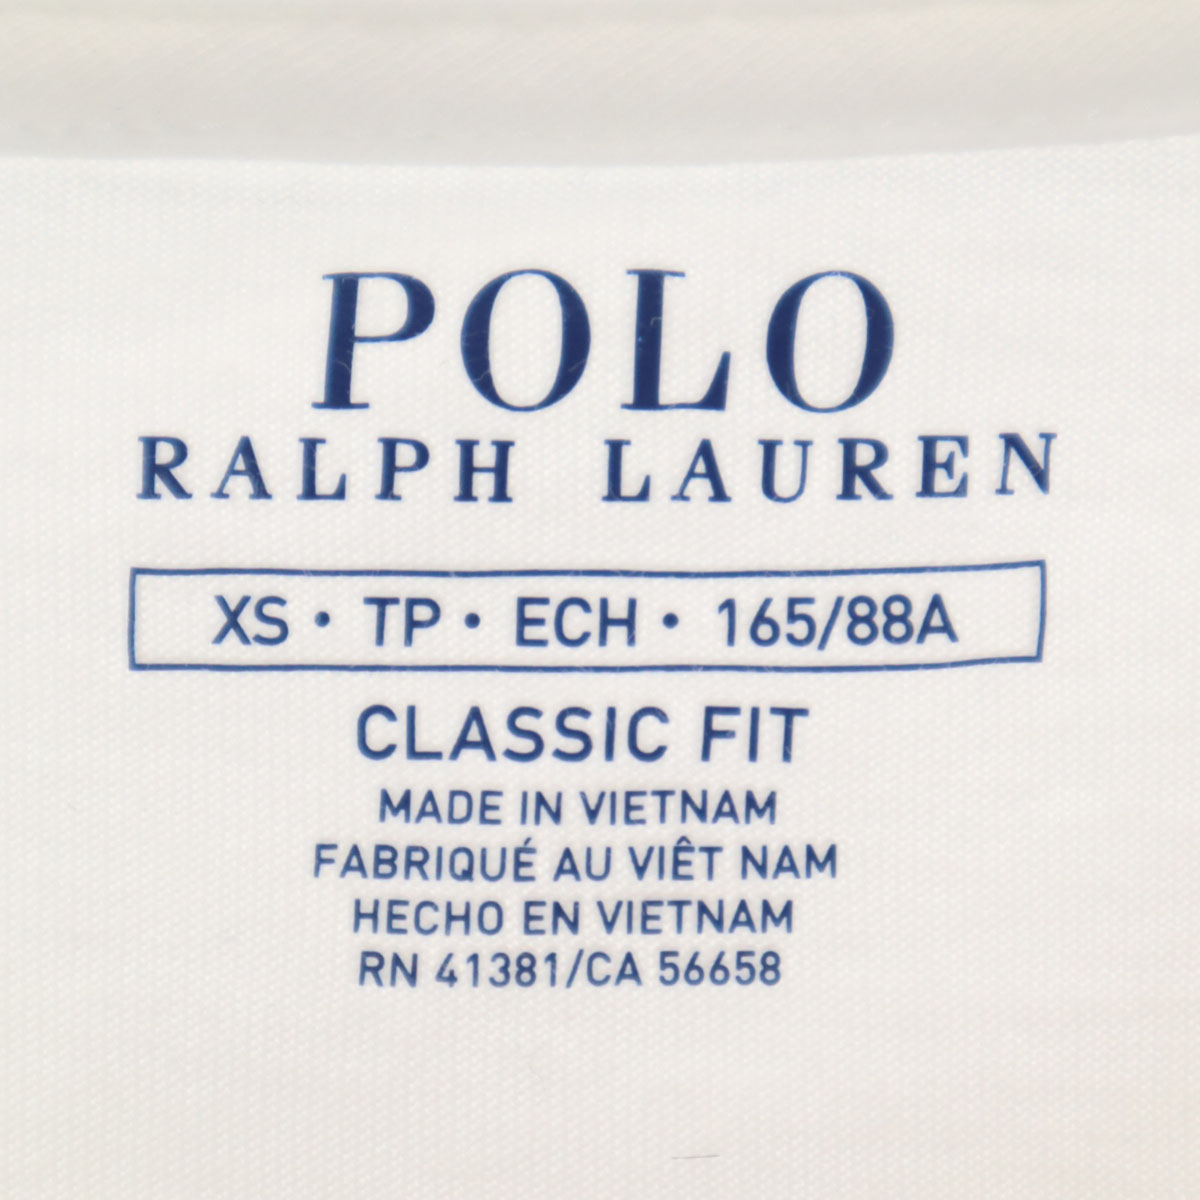 POLO
RALPH LAUREN
XS • TP • ECH • 165/88A
CLASSIC FIT
MADE IN VIETNAM
FABRIQUÉ AU VIÊT NAM
HECHO EN VIETNAM
RN 41381/CA 56658